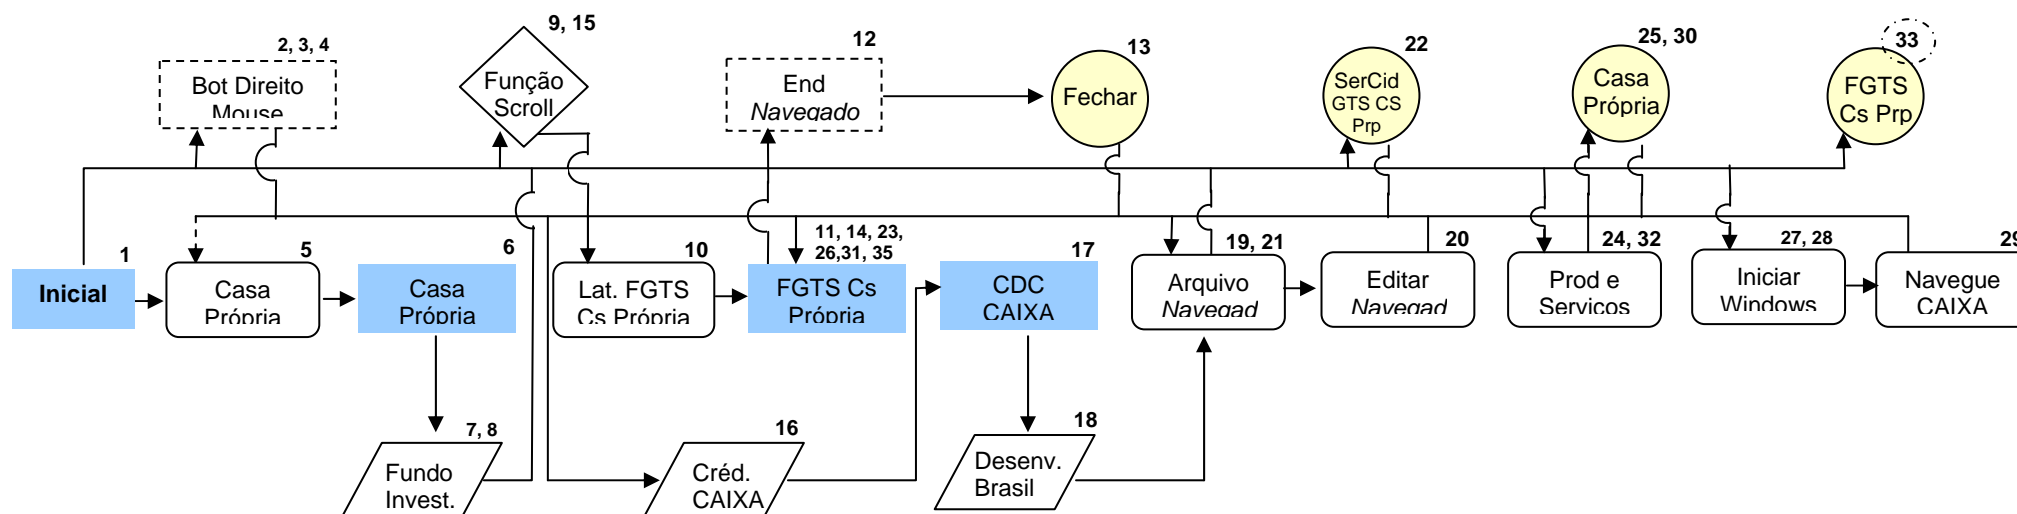 9, 15
2, 3, 4
12
13
22
25, 30
33
Bot Direito
Mouse
Função
Scroll
End
Navegado
Fechar
SerCid
GTS CS
Prp
Casa
Própria
FGTS
Cs Prp
1
5
6
10
11, 14, 23,
26,31, 35
17
19, 21
20
24, 32
27, 28
29
Inicial
Casa
Própria
Casa
Própria
Lat. FGTS
Cs Própria
FGTS Cs
Própria
CDC
CAIXA
Arquivo
Navegad
Editar
Navegad
Prod e
Servicos
Iniciar
Windows
Navegue
CAIXA
7, 8
16
18
Fundo
Invest.
Créd.
CAIXA
Desenv.
Brasil